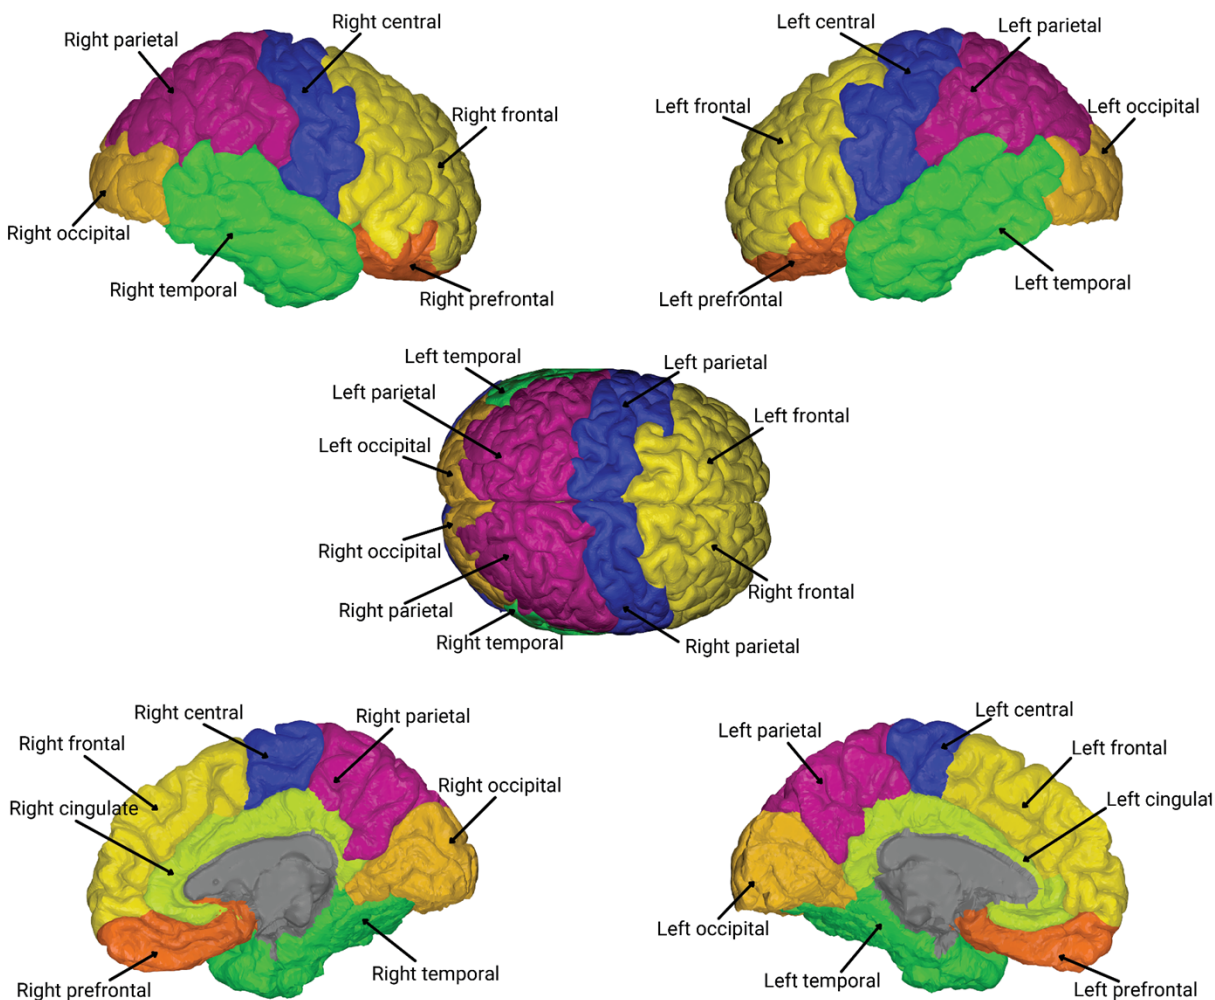 Right central
Right parietal
Right frontal
Right occipital
Right temporal
Right prefrontal
Left central
Left parietal
Left frontal
Left occipital
Left prefrontal
Left temporal
Left temporal
Left parietal
Left parietal
Left frontal
Left occipital
Right occipital
Right frontal
Right parietal
Right temporal
Right parietal
Right central
Right parietal
Right frontal
Right occipital
Right cingulate
Right temporal
Right prefrontal
Left central
Left parietal
Left frontal
Left cingulat
Left occipital
Left temporal
Left prefrontal